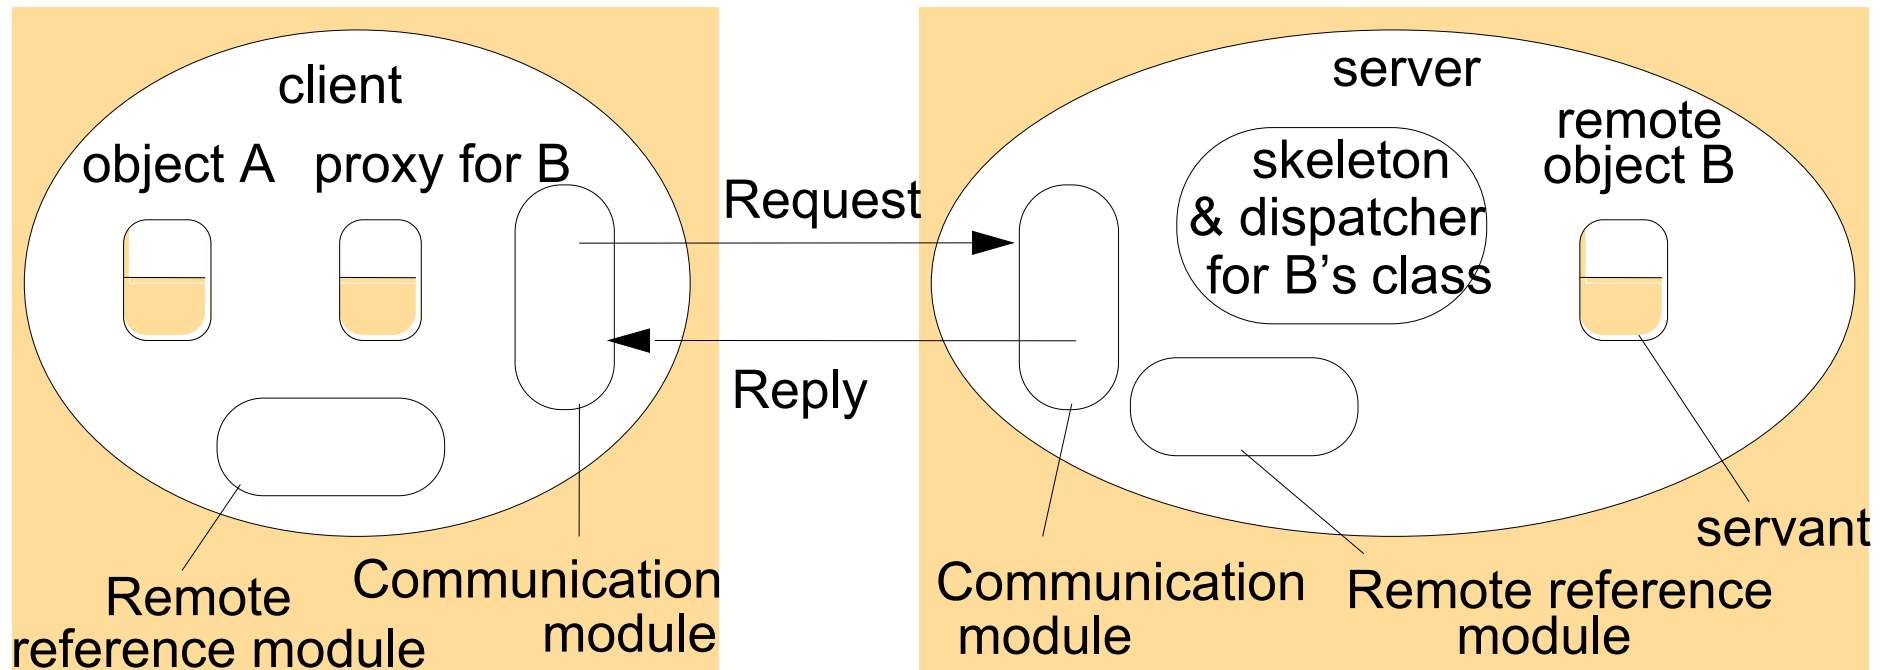 client
object A
proxy for B
Remote
reference module
Communication
module
Request
Reply
server
skeleton
& dispatcher
for B’s class
remote
object B
servant
Communication
module
Remote reference
module